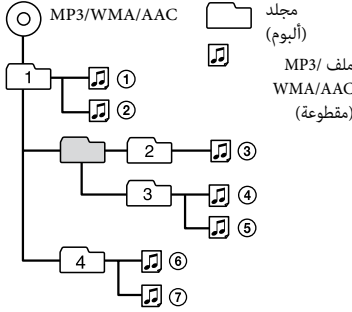 MP3/WMA/AAC
مجلد
(ألبوم)
ملف MP3/
WMA/AAC
(مقطوعة)
1
①
②
2
③
3
④
⑤
4
⑥
⑦